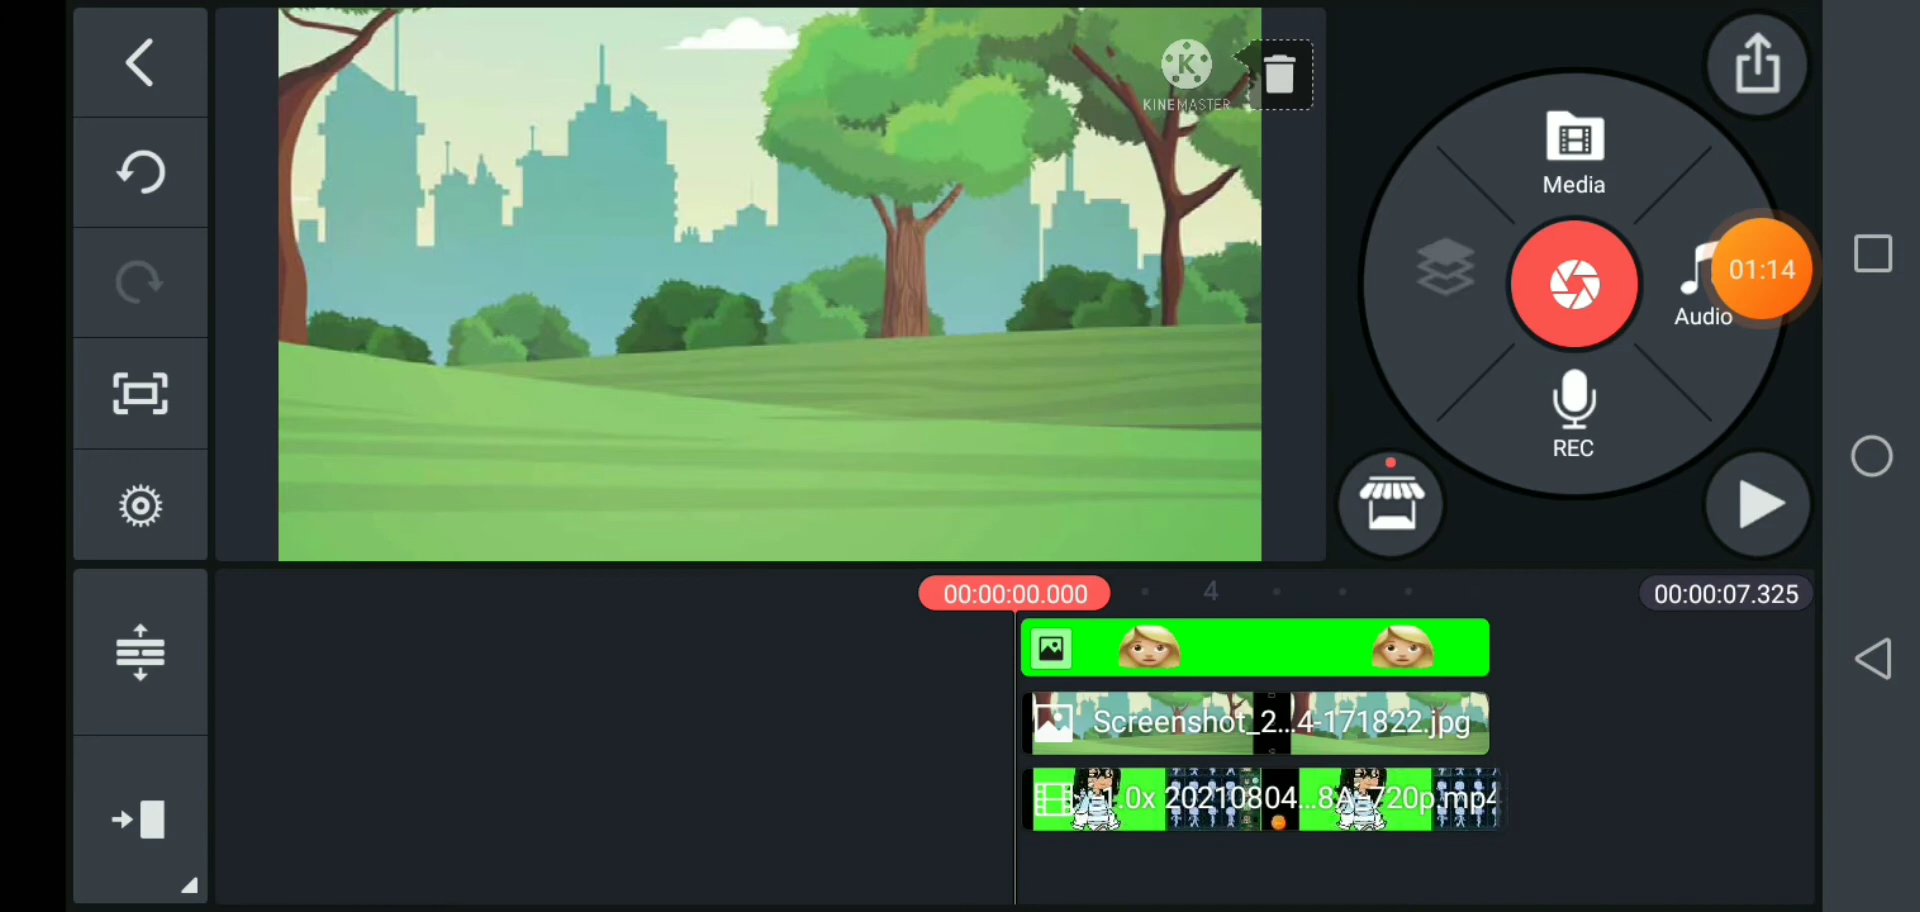 KINEMASTER
Media
01:14
Audio
REC
00:00:00.000
4
00:00:07.325
Screenshot_2...4-171822.jpg
1.0x 20210804...8A-720p.mp4